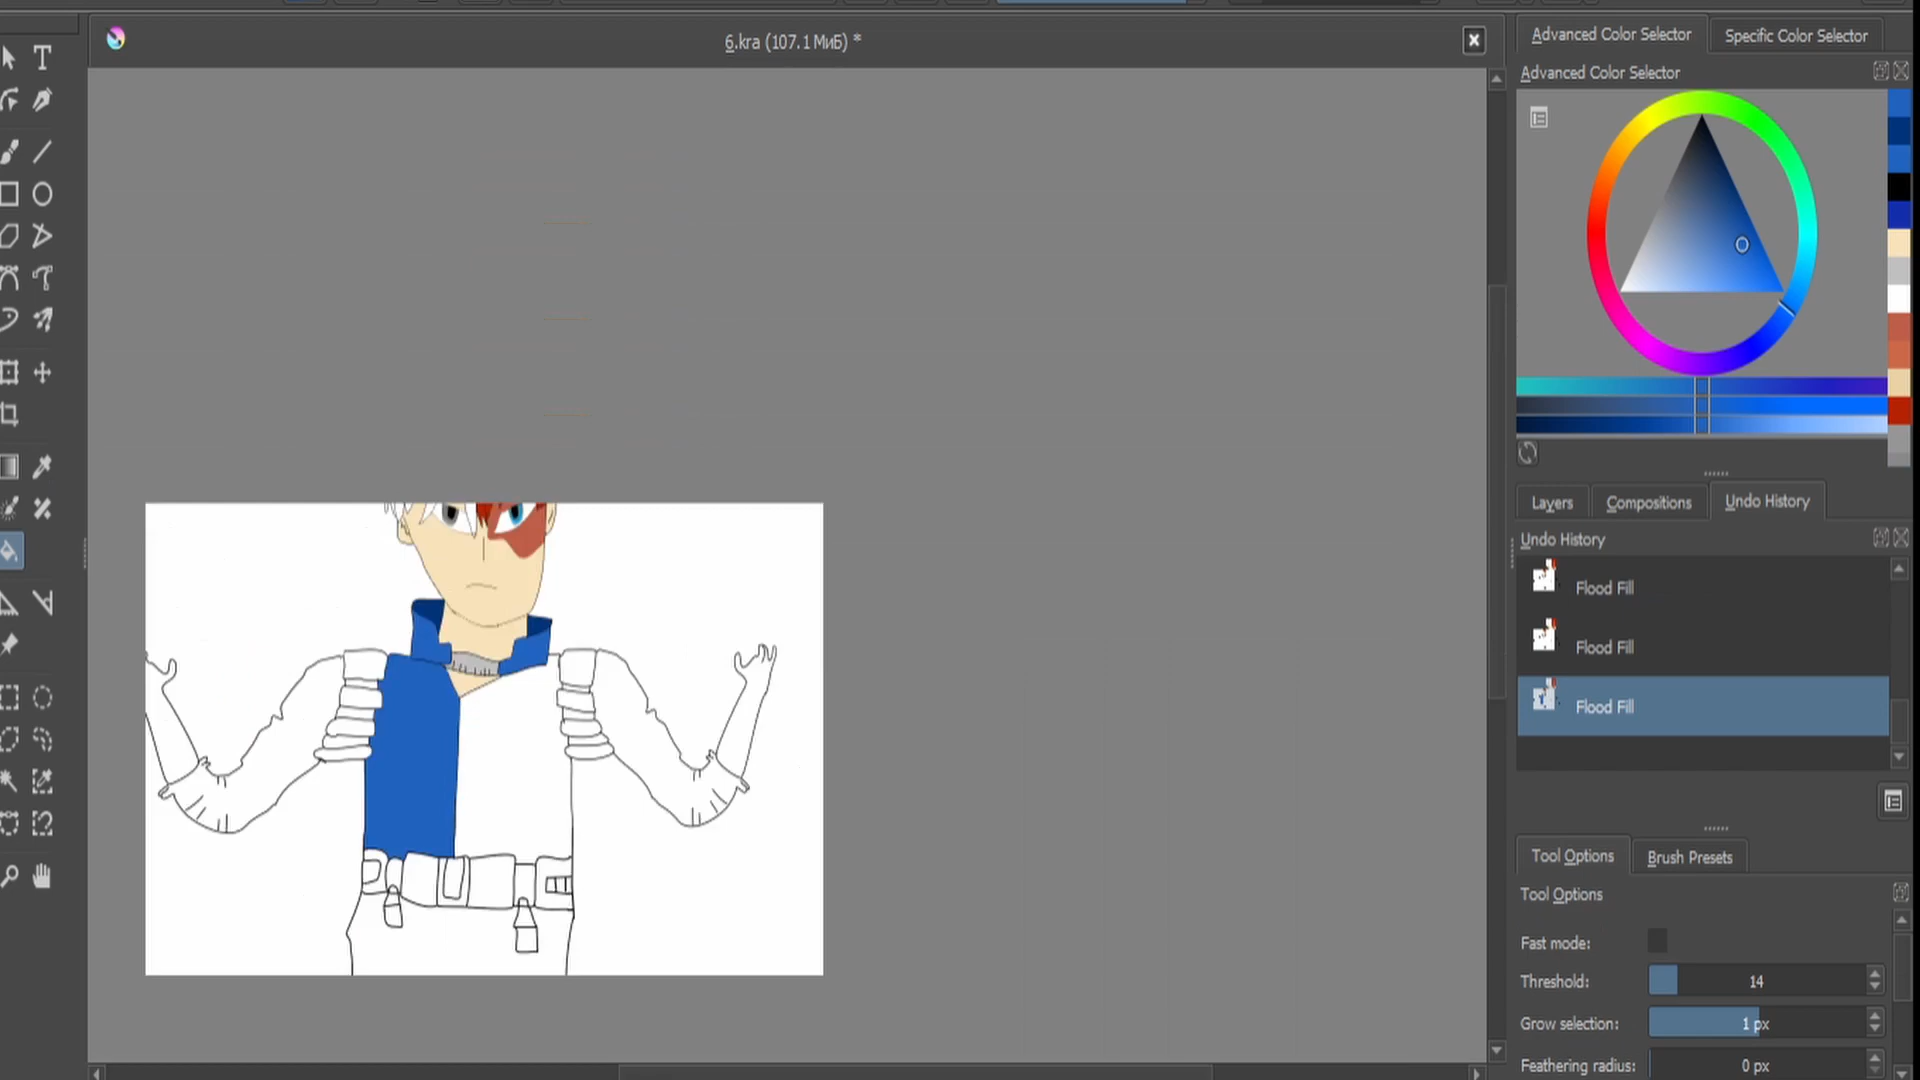 6.kra (107.1 МиБ) *
Advanced Color Selector
Specific Color Selector
Advanced Color Selector
Layers
Compositions
Undo History
Undo History
Flood Fill
Flood Fill
Flood Fill
Tool Options
Brush Presets
Tool Options
Fast mode:
Threshold: 14
Grow selection: 1 px
Feathering radius: 0 px